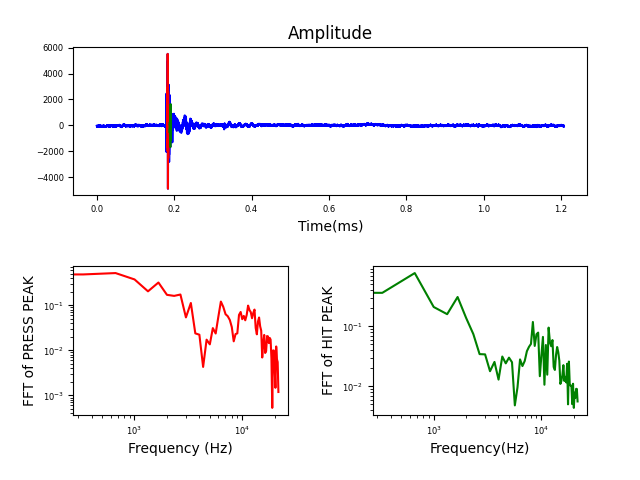 Amplitude
6000
4000
2000
0
−2000
−4000
0.0 0.2 0.4 0.6 0.8 1.0 1.2
Time(ms)
FFT of PRESS PEAK
10⁻¹
10⁻²
10⁻³
10³ 10⁴
Frequency (Hz)
FFT of HIT PEAK
10⁻¹
10⁻²
10³ 10⁴
Frequency(Hz)